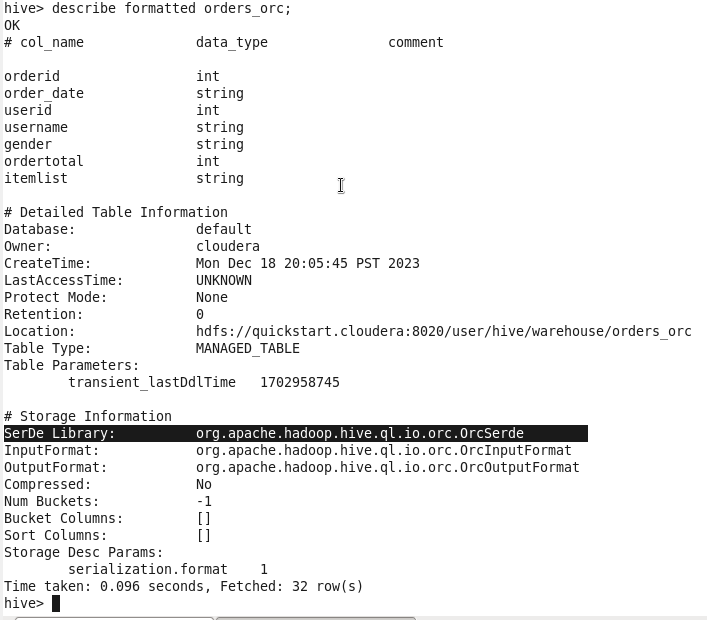 hive> describe formatted orders_orc;
OK
# col_name              data_type               comment
orderid                 int
order_date              string
userid                  int
username                string
gender                  string
ordertotal              int
itemlist                string
# Detailed Table Information
Database:               default
Owner:                  cloudera
CreateTime:             Mon Dec 18 20:05:45 PST 2023
LastAccessTime:         UNKNOWN
Protect Mode:           None
Retention:              0
Location:               hdfs://quickstart.cloudera:8020/user/hive/warehouse/orders_orc
Table Type:             MANAGED_TABLE
Table Parameters:
        transient_lastDdlTime   1702958745
# Storage Information
SerDe Library:          org.apache.hadoop.hive.ql.io.orc.OrcSerde
InputFormat:            org.apache.hadoop.hive.ql.io.orc.OrcInputFormat
OutputFormat:           org.apache.hadoop.hive.ql.io.orc.OrcOutputFormat
Compressed:             No
Num Buckets:            -1
Bucket Columns:         []
Sort Columns:           []
Storage Desc Params:
        serialization.format    1
Time taken: 0.096 seconds, Fetched: 32 row(s)
hive>